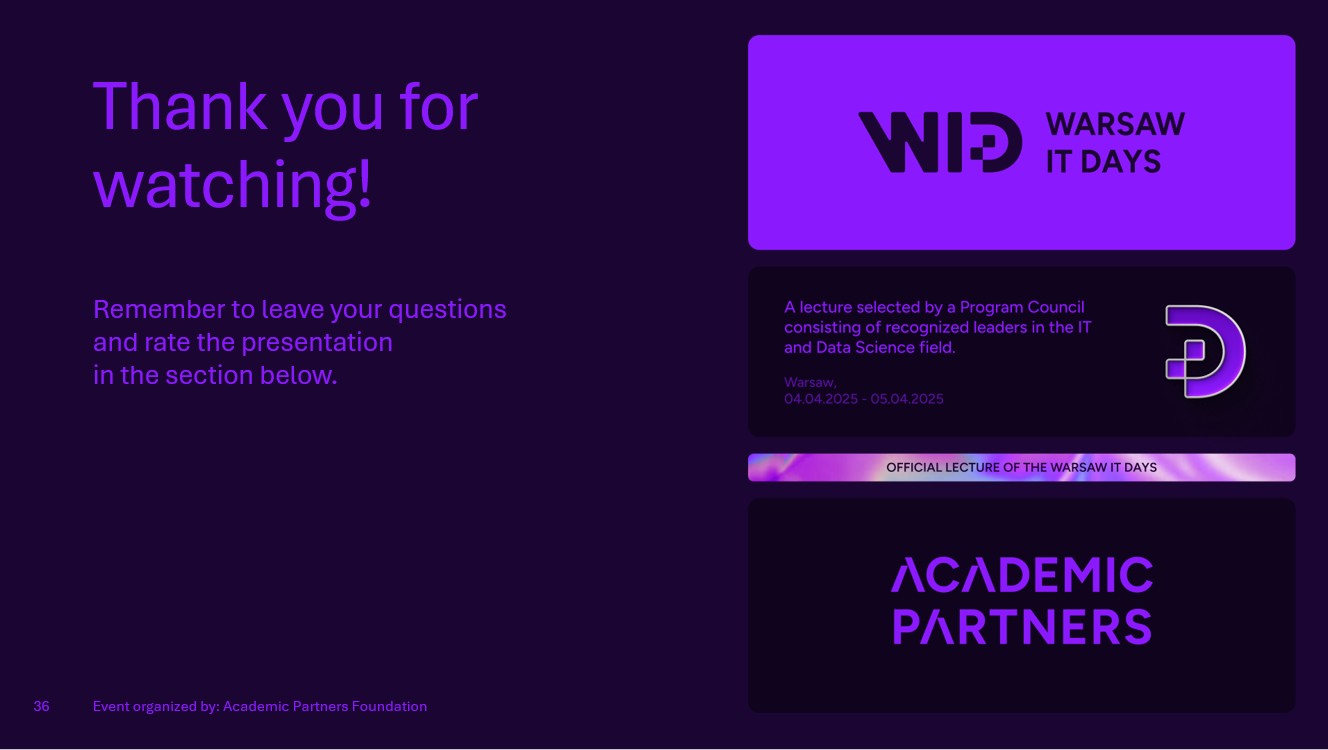 Thank you for
watching!
Remember to leave your questions
and rate the presentation
in the section below.
36
Event organized by: Academic Partners Foundation
WID
WARSAW
IT DAYS
A lecture selected by a Program Council
consisting of recognized leaders in the IT
and Data Science field.
Warsaw,
04.04.2025 - 05.04.2025
D
OFFICIAL LECTURE OF THE WARSAW IT DAYS
ACADEMIC
PARTNERS